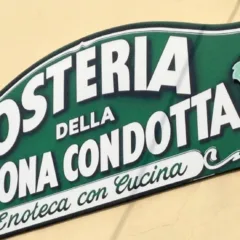 OSTERIA
DELLA
ONA CONDOTTA
Enoteca con Cucina